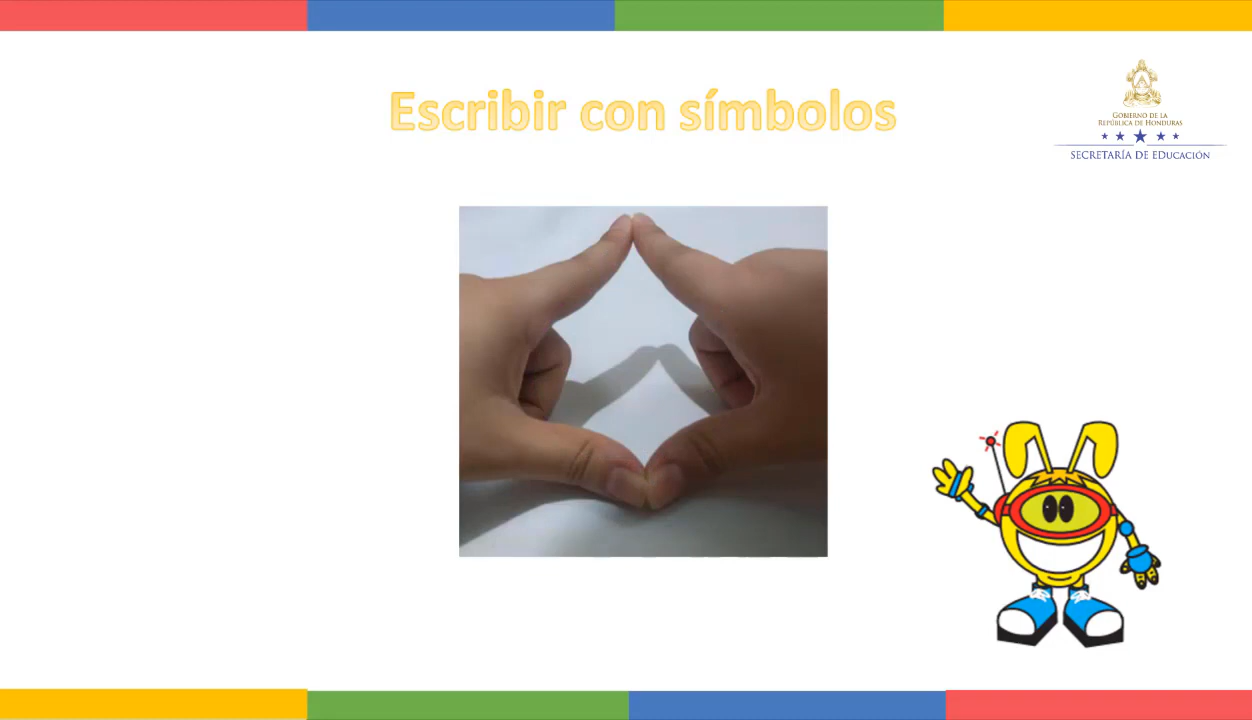 Escribir con símbolos
GOBIERNO DE LA
REPÚBLICA DE HONDURAS
SECRETARÍA DE EDUCACIÓN